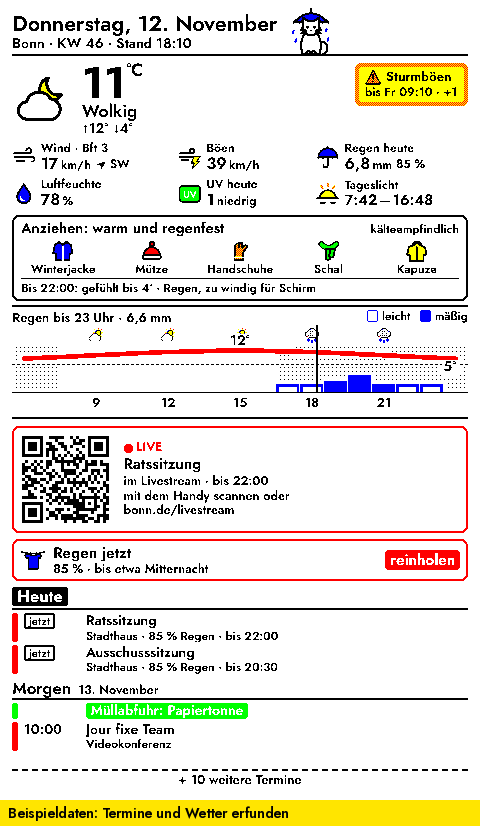 Donnerstag, 12. November
Bonn · KW 46 · Stand 18:10
11°C
Wolkig
↑12° ↓4°
Sturmböen
bis Fr 09:10 · +1
Wind · Bft 3
17 km/h ➤ SW
Böen
39 km/h
Regen heute
6,8 mm 85 %
Luftfeuchte
78 %
UV
UV heute
1 niedrig
Tageslicht
7:42 – 16:48
Anziehen: warm und regenfest
kälteempfindlich
Winterjacke
Mütze
Handschuhe
Schal
Kapuze
Bis 22:00: gefühlt bis 4° · Regen, zu windig für Schirm
Regen bis 23 Uhr · 6,6 mm
leicht
mäßig
12°
5°
9 12 15 18 21
LIVE
Ratssitzung
im Livestream · bis 22:00
mit dem Handy scannen oder
bonn.de/livestream
Regen jetzt
85 % · bis etwa Mitternacht
reinholen
Heute
jetzt
Ratssitzung
Stadthaus · 85 % Regen · bis 22:00
jetzt
Ausschusssitzung
Stadthaus · 85 % Regen · bis 20:30
Morgen 13. November
Müllabfuhr: Papiertonne
10:00
Jour fixe Team
Videokonferenz
+ 10 weitere Termine
Beispieldaten: Termine und Wetter erfunden